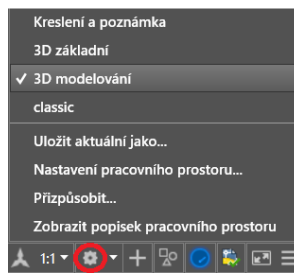 Kreslení a poznámka
3D základní
✓ 3D modelování
classic
Uložit aktuální jako...
Nastavení pracovního prostoru...
Přizpůsobit...
Zobrazit popisek pracovního prostoru
1:1